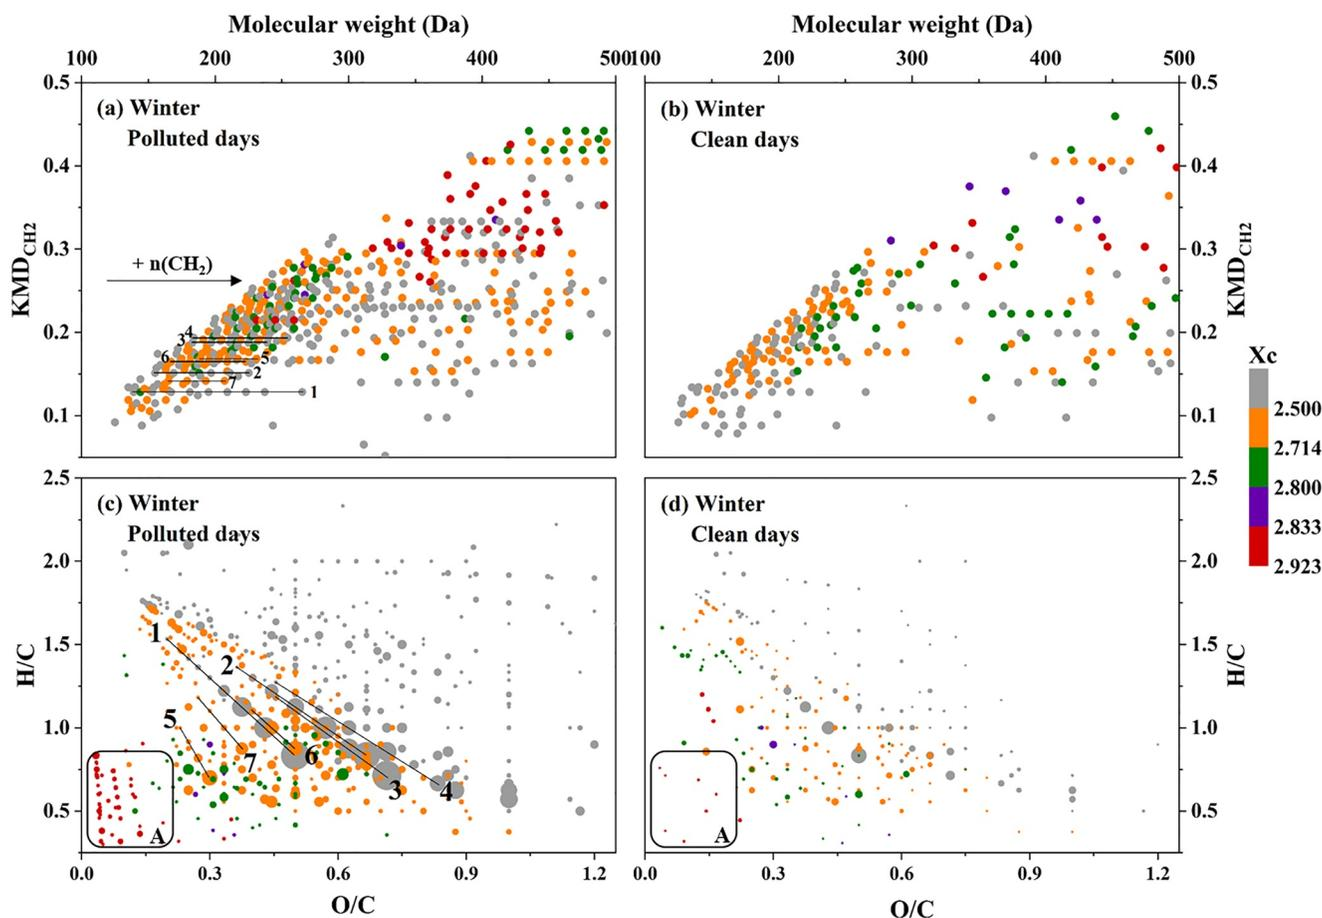 Molecular weight (Da)
Molecular weight (Da)
100 200 300 400 500
100 200 300 400 500
0.5
0.4
0.3
0.2
0.1
KMD_CH2
(a) Winter
Polluted days
+ n(CH2)
4
3
6
5
2
7
1
(b) Winter
Clean days
0.5
0.4
0.3
0.2
0.1
KMD_CH2
Xc
2.500
2.714
2.800
2.833
2.923
2.5
2.0
1.5
1.0
0.5
H/C
(c) Winter
Polluted days
1
2
5
7
6
3
4
A
0.0 0.3 0.6 0.9 1.2
O/C
(d) Winter
Clean days
A
2.5
2.0
1.5
1.0
0.5
H/C
0.0 0.3 0.6 0.9 1.2
O/C